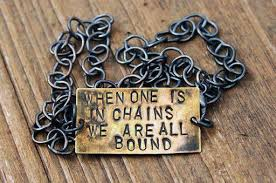 WHEN ONE IS
IN CHAINS
WE ARE ALL
BOUND